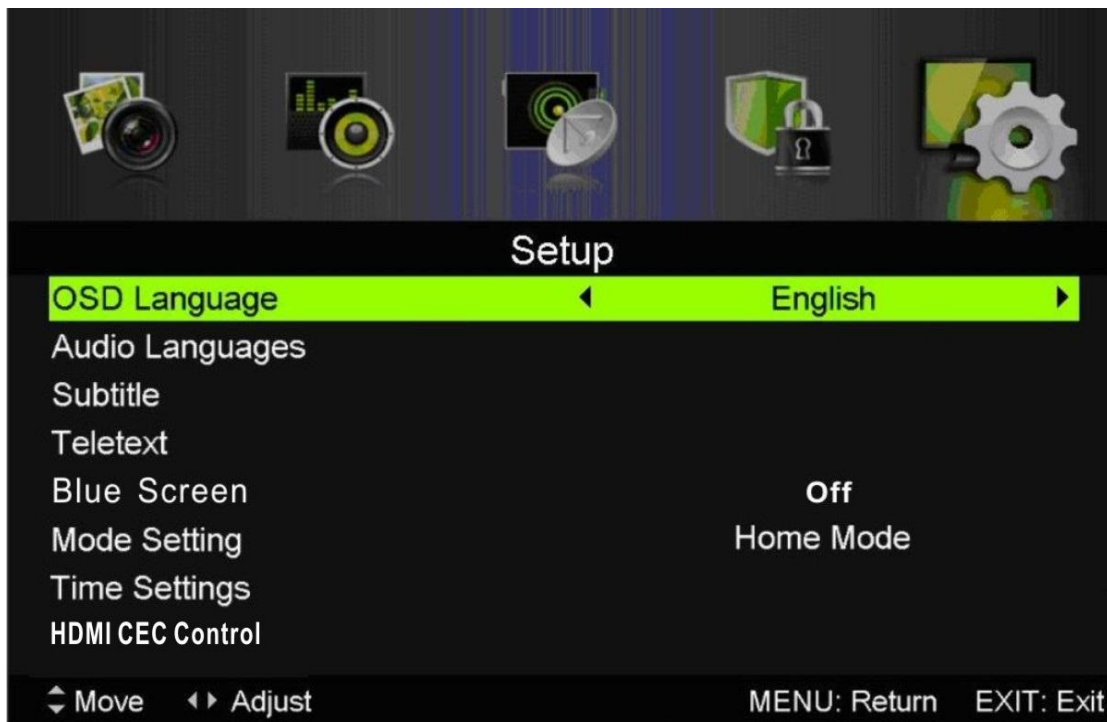 Setup
OSD Language English
Audio Languages
Subtitle
Teletext
Blue Screen Off
Mode Setting Home Mode
Time Settings
HDMI CEC Control
Move Adjust MENU: Return EXIT: Exit